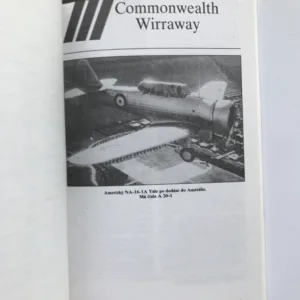 Commonwealth
Wirraway
Americký NA-16-1A Yale po dodání do Austrálie.
Má číslo A 20-1